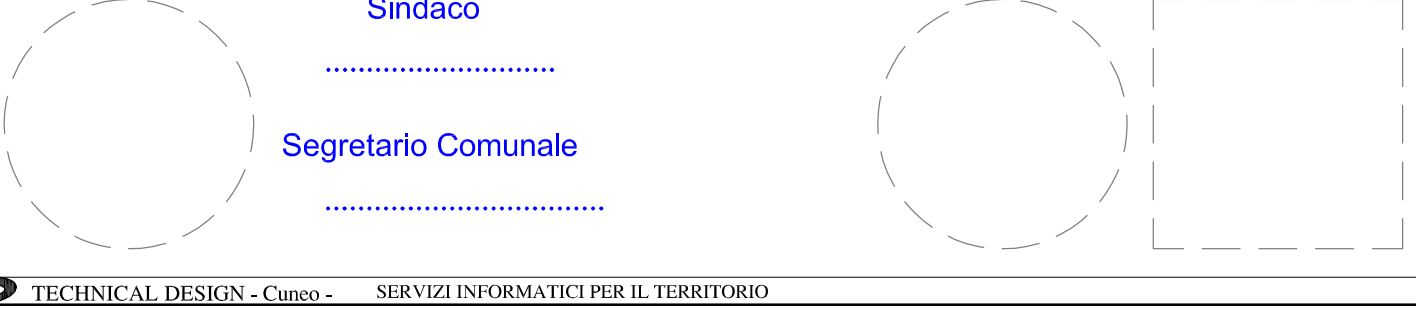 Sindaco
............................
Segretario Comunale
..................................
TECHNICAL DESIGN - Cuneo - SERVIZI INFORMATICI PER IL TERRITORIO